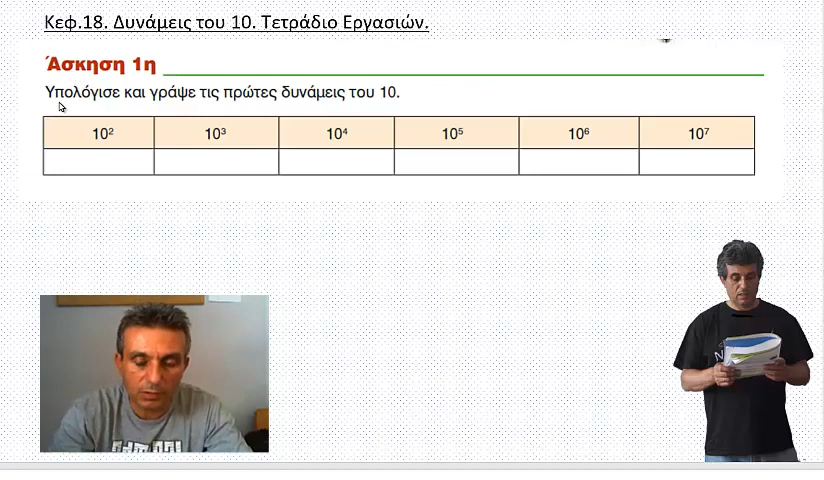 Κεφ.18. Δυνάμεις του 10. Τετράδιο Εργασιών.
Άσκηση 1η
Υπολόγισε και γράψε τις πρώτες δυνάμεις του 10.
10² 10³ 10⁴ 10⁵ 10⁶ 10⁷